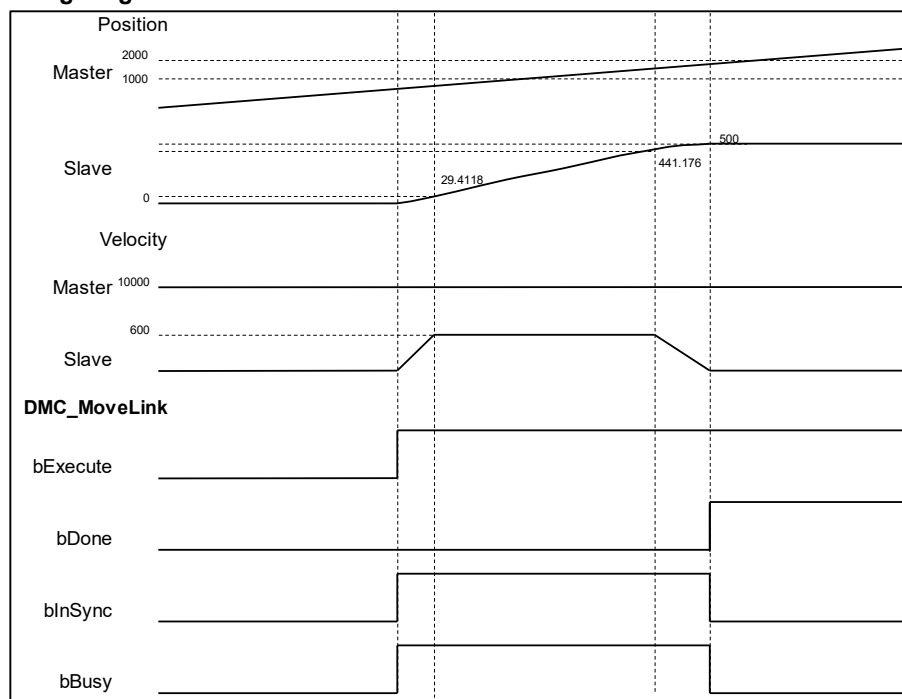 Position
2000
Master
1000
500
Slave
441.176
29.4118
0
Velocity
Master 10000
600
Slave
DMC_MoveLink
bExecute
bDone
bInSync
bBusy